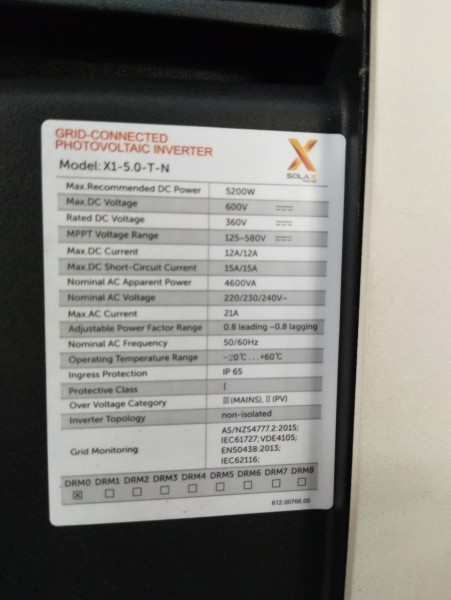 GRID-CONNECTED
PHOTOVOLTAIC INVERTER
SOLAX
Model: X1-5.0-T-N
Max.Recommended DC Power 5200W
Max.DC Voltage 600V
Rated DC Voltage 360V
MPPT Voltage Range 125~580V
Max.DC Current 12A/12A
Max.DC Short-Circuit Current 15A/15A
Nominal AC Apparent Power 4600VA
Nominal AC Voltage 220/230/240V~
Max.AC Current 21A
Adjustable Power Factor Range 0.8 leading ~0.8 lagging
Nominal AC Frequency 50/60Hz
Operating Temperature Range -20℃...+60℃
Ingress Protection IP 65
Protective Class I
Over Voltage Category III(MAINS), II(PV)
Inverter Topology non-isolated
Grid Monitoring AS/NZS4777.2:2015;
IEC61727;VDE4105;
EN50438:2013;
IEC62116;
DRM0 DRM1 DRM2 DRM3 DRM4 DRM5 DRM6 DRM7 DRM8
612.00766.00